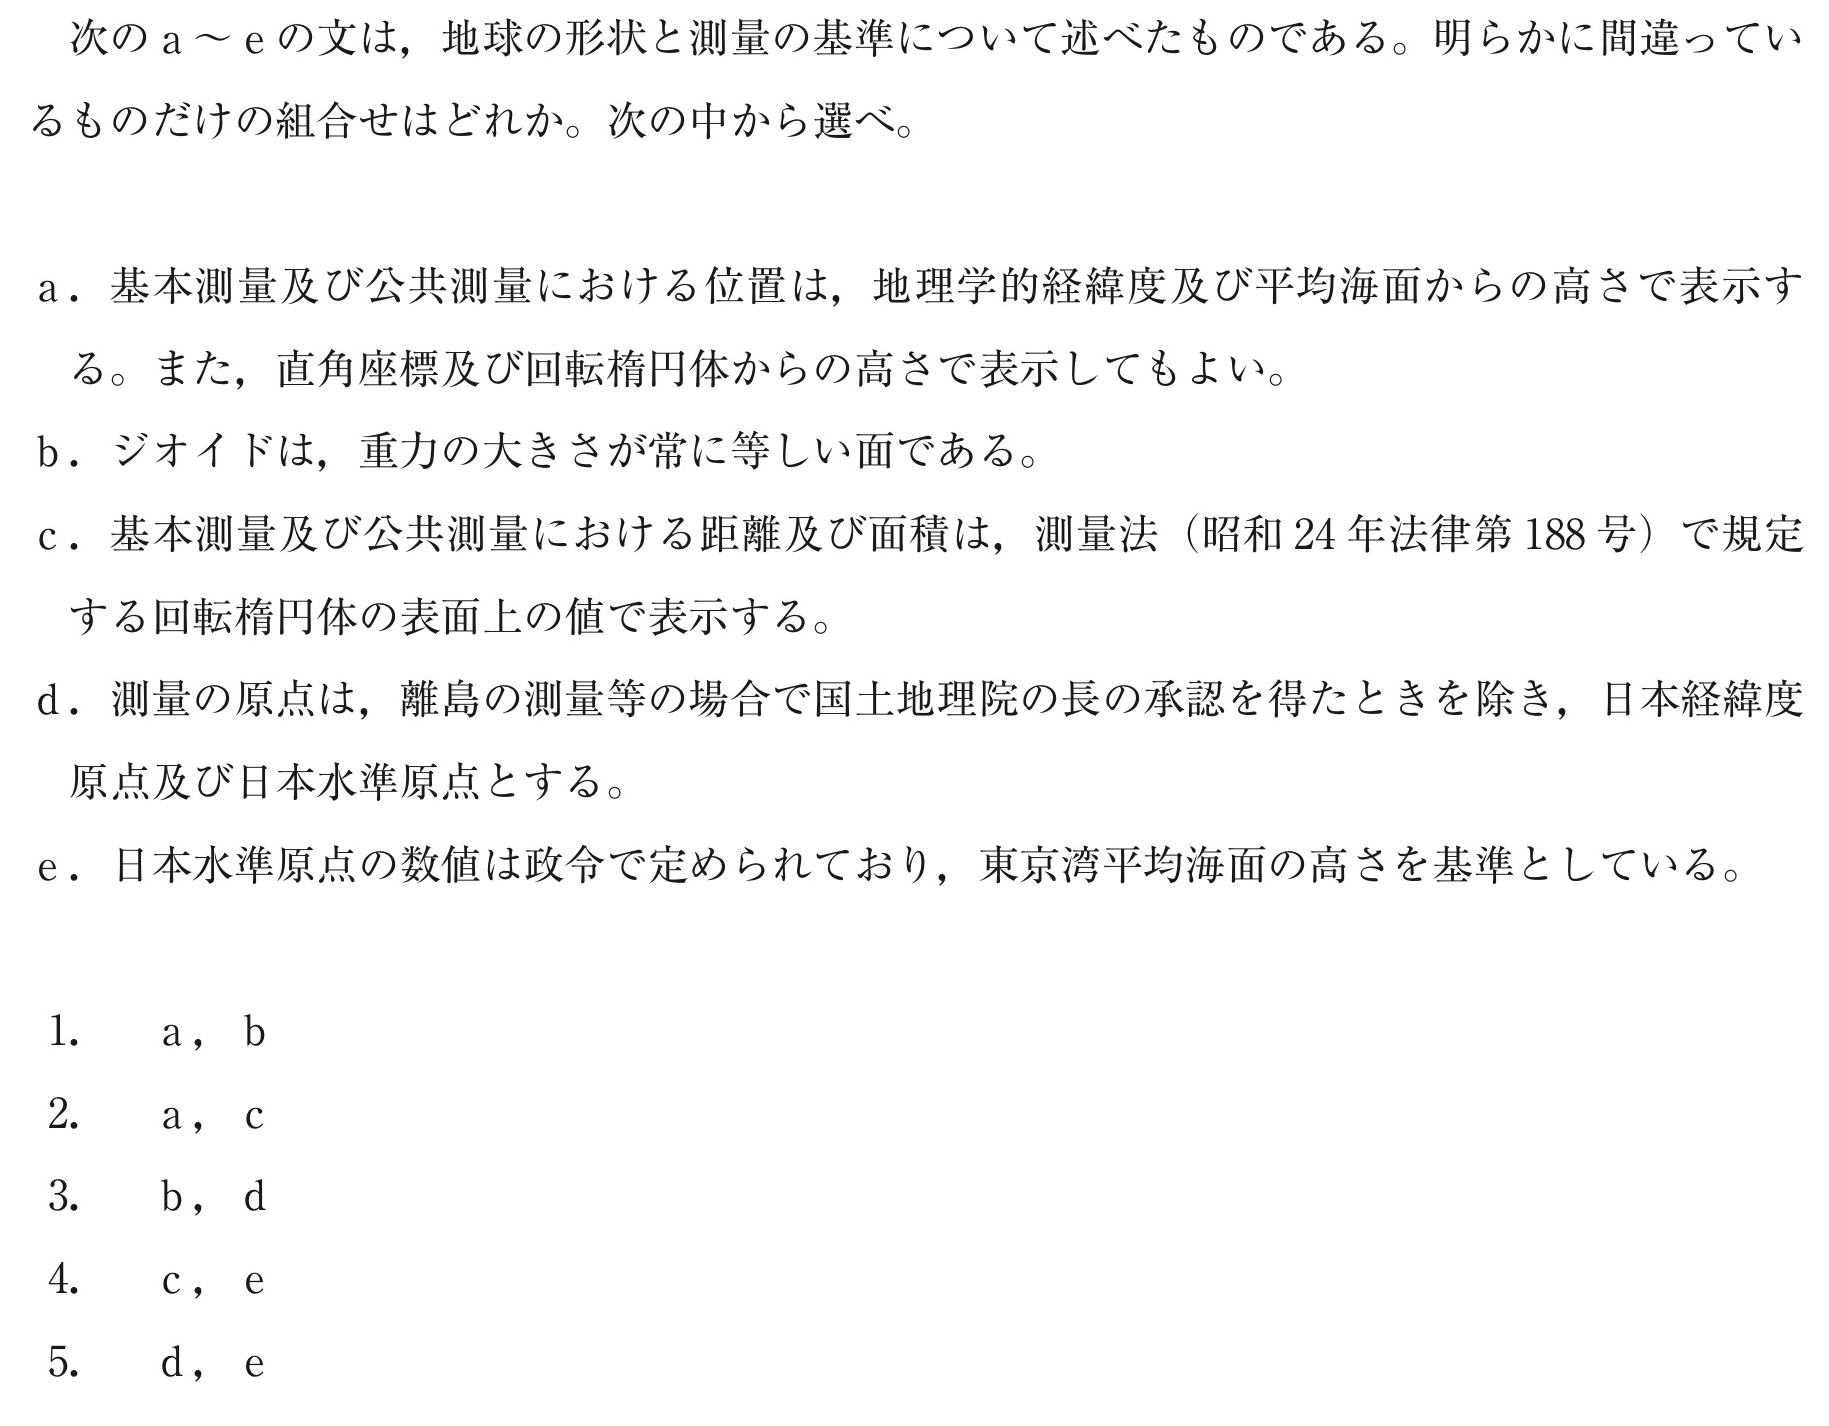 次の a ～ e の文は，地球の形状と測量の基準について述べたものである。明らかに間違ってい
るものだけの組合せはどれか。次の中から選べ。
a．基本測量及び公共測量における位置は，地理学的経緯度及び平均海面からの高さで表示す
る。また，直角座標及び回転楕円体からの高さで表示してもよい。
b．ジオイドは，重力の大きさが常に等しい面である。
c．基本測量及び公共測量における距離及び面積は，測量法（昭和 24 年法律第 188 号）で規定
する回転楕円体の表面上の値で表示する。
d．測量の原点は，離島の測量等の場合で国土地理院の長の承認を得たときを除き，日本経緯度
原点及び日本水準原点とする。
e．日本水準原点の数値は政令で定められており，東京湾平均海面の高さを基準としている。
1． a， b
2． a， c
3． b， d
4． c， e
5． d， e